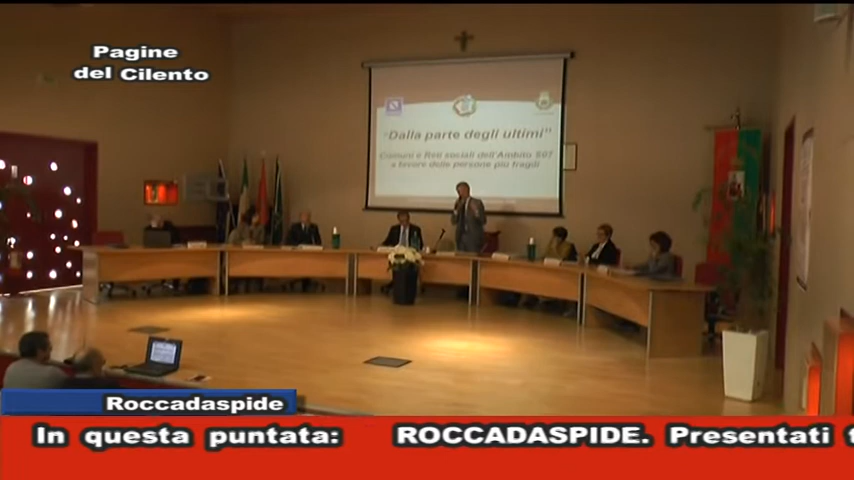 Pagine
del Cilento
"Dalla parte degli ultimi"
Comuni e Reti sociali dell'Ambito S07
a favore delle persone più fragili
Roccadaspide
In questa puntata: ROCCADASPIDE. Presentati